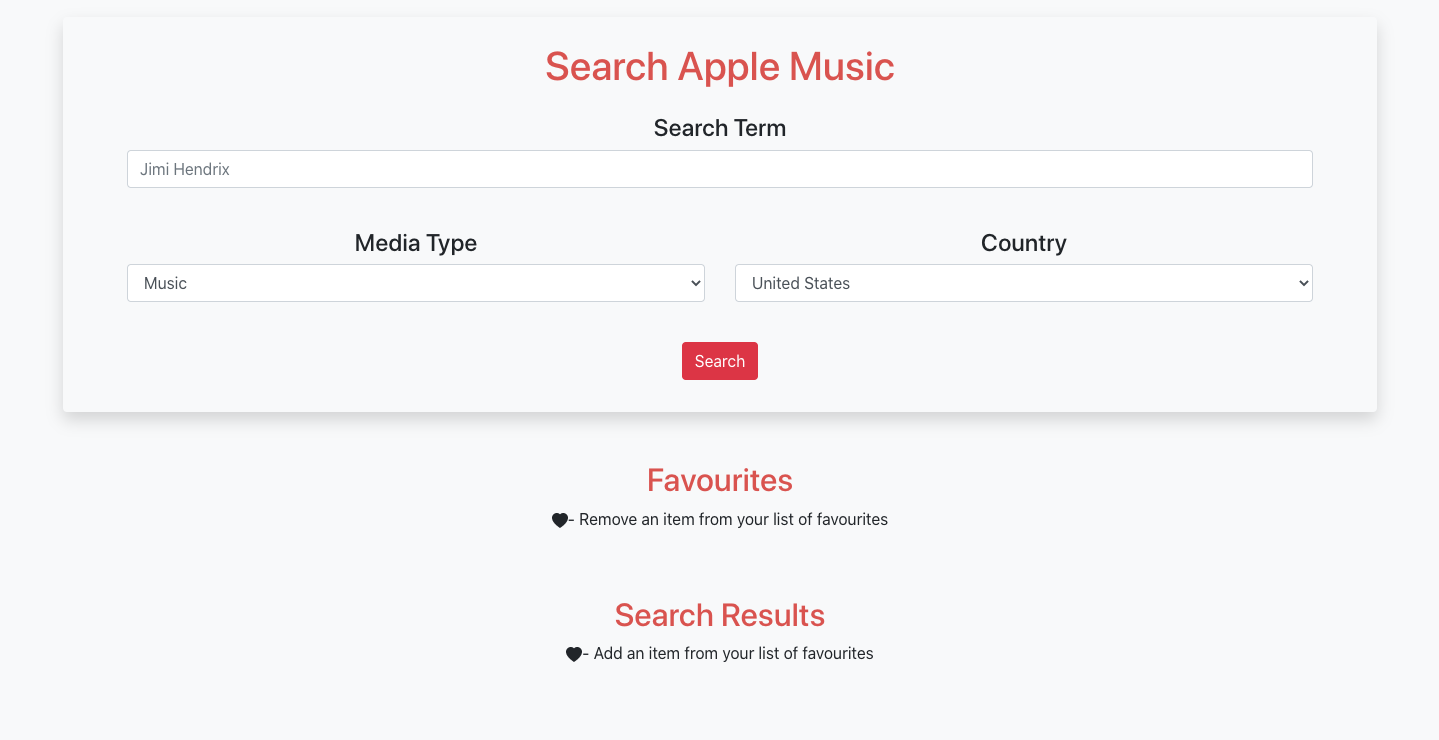 Search Apple Music
Search Term
Jimi Hendrix
Media Type
Country
Music
United States
Search
Favourites
- Remove an item from your list of favourites
Search Results
- Add an item from your list of favourites